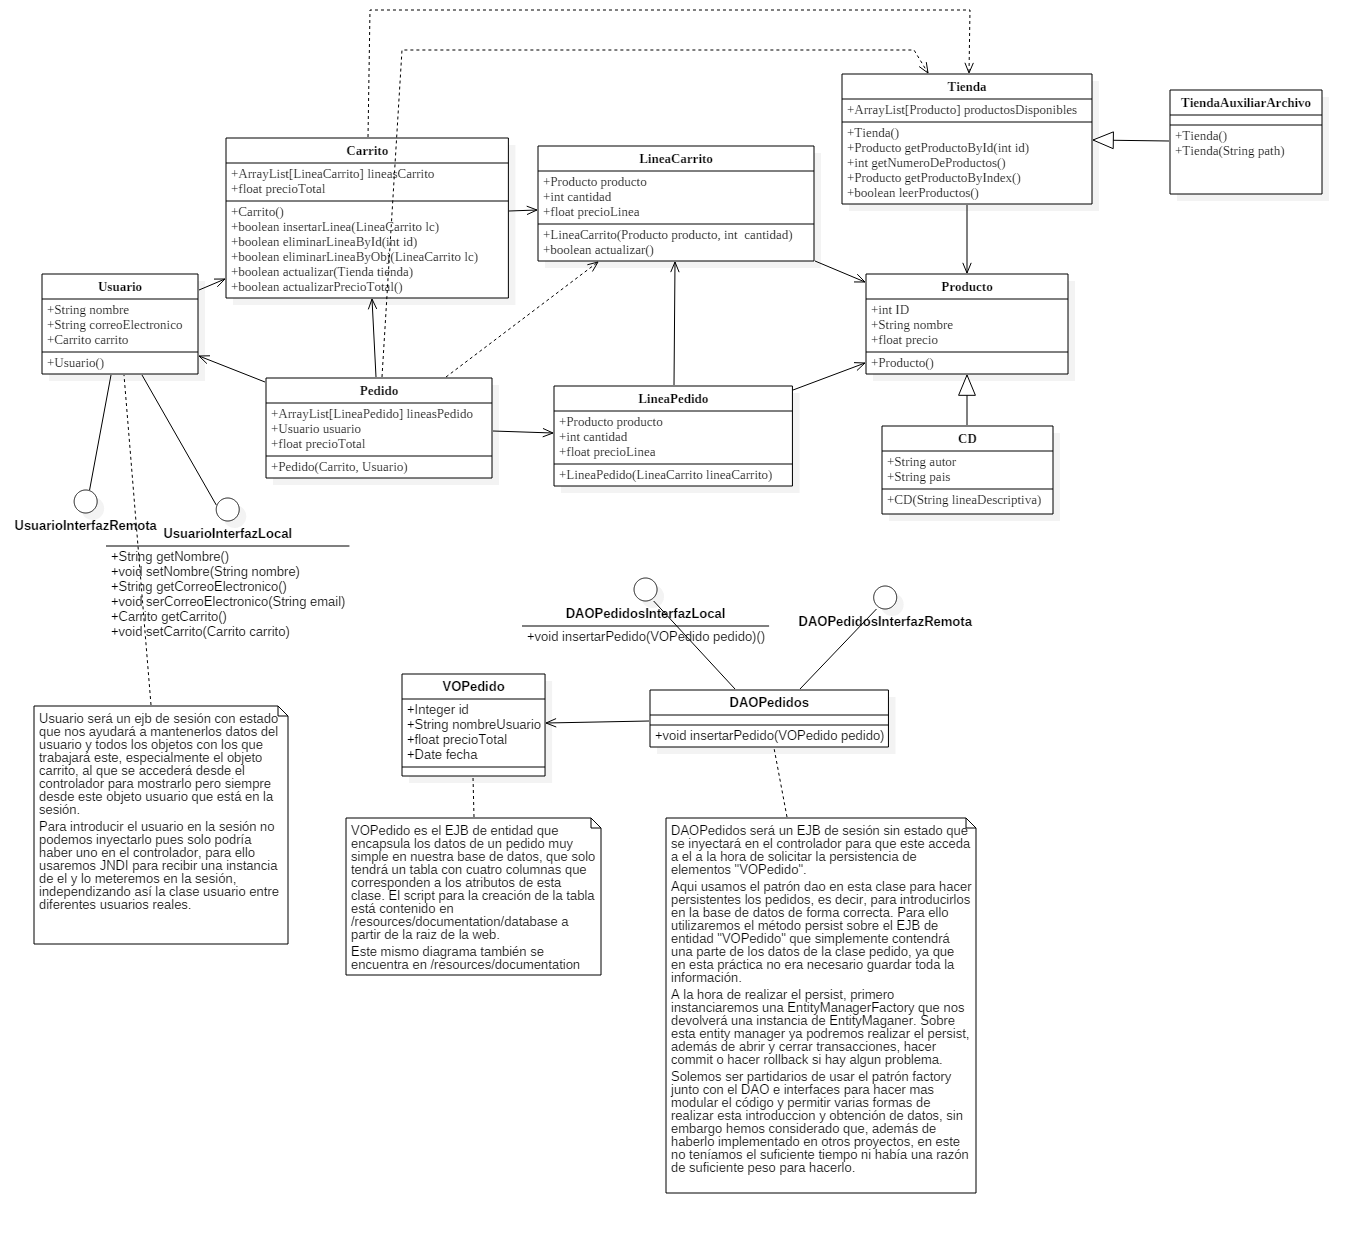 Tienda
+ArrayList[Producto] productosDisponibles
+Tienda()
+Producto getProductoById(int id)
+int getNumeroDeProductos()
+Producto getProductoByIndex()
+boolean leerProductos()
TiendaAuxiliarArchivo
+Tienda()
+Tienda(String path)
Carrito
+ArrayList[LineaCarrito] lineasCarrito
+float precioTotal
+Carrito()
+boolean insertarLinea(LineaCarrito lc)
+boolean eliminarLineaById(int id)
+boolean eliminarLineaByObj(LineaCarrito lc)
+boolean actualizar(Tienda tienda)
+boolean actualizarPrecioTotal()
LineaCarrito
+Producto producto
+int cantidad
+float precioLinea
+LineaCarrito(Producto producto, int  cantidad)
+boolean actualizar()
Usuario
+String nombre
+String correoElectronico
+Carrito carrito
+Usuario()
Producto
+int ID
+String nombre
+float precio
+Producto()
Pedido
+ArrayList[LineaPedido] lineasPedido
+Usuario usuario
+float precioTotal
+Pedido(Carrito, Usuario)
LineaPedido
+Producto producto
+int cantidad
+float precioLinea
+LineaPedido(LineaCarrito lineaCarrito)
CD
+String autor
+String pais
+CD(String lineaDescriptiva)
UsuarioInterfazRemota
UsuarioInterfazLocal
+String getNombre()
+void setNombre(String nombre)
+String getCorreoElectronico()
+void serCorreoElectronico(String email)
+Carrito getCarrito()
+void setCarrito(Carrito carrito)
DAOPedidosInterfazLocal
+void insertarPedido(VOPedido pedido)()
DAOPedidosInterfazRemota
VOPedido
+Integer id
+String nombreUsuario
+float precioTotal
+Date fecha
DAOPedidos
+void insertarPedido(VOPedido pedido)
Usuario será un ejb de sesión con estado
que nos ayudará a mantenerlos datos del
usuario y todos los objetos con los que
trabajará este, especialmente el objeto
carrito, al que se accederá desde el
controlador para mostrarlo pero siempre
desde este objeto usuario que está en la
sesión.
Para introducir el usuario en la sesión no
podemos inyectarlo pues solo podría
haber uno en el controlador, para ello
usaremos JNDI para recibir una instancia
de el y lo meteremos en la sesión,
independizando así la clase usuario entre
diferentes usuarios reales.
VOPedido es el EJB de entidad que
encapsula los datos de un pedido muy
simple en nuestra base de datos, que solo
tendrá un tabla con cuatro columnas que
corresponden a los atributos de esta
clase. El script para la creación de la tabla
está contenido en
/resources/documentation/database a
partir de la raiz de la web.
Este mismo diagrama también se
encuentra en /resources/documentation
DAOPedidos será un EJB de sesión sin estado que
se inyectará en el controlador para que este acceda
a el a la hora de solicitar la persistencia de
elementos "VOPedido".
Aqui usamos el patrón dao en esta clase para hacer
persistentes los pedidos, es decir, para introducirlos
en la base de datos de forma correcta. Para ello
utilizaremos el método persist sobre el EJB de
entidad "VOPedido" que simplemente contendrá
una parte de los datos de la clase pedido, ya que
en esta práctica no era necesario guardar toda la
información.
A la hora de realizar el persist, primero
instanciaremos una EntityManagerFactory que nos
devolverá una instancia de EntityMaganer. Sobre
esta entity manager ya podremos realizar el persist,
además de abrir y cerrar transacciones, hacer
commit o hacer rollback si hay algun problema.
Solemos ser partidarios de usar el patrón factory
junto con el DAO e interfaces para hacer mas
modular el código y permitir varias formas de
realizar esta introduccion y obtención de datos, sin
embargo hemos considerado que, además de
haberlo implementado en otros proyectos, en este
no teníamos el suficiente tiempo ni había una razón
de suficiente peso para hacerlo.